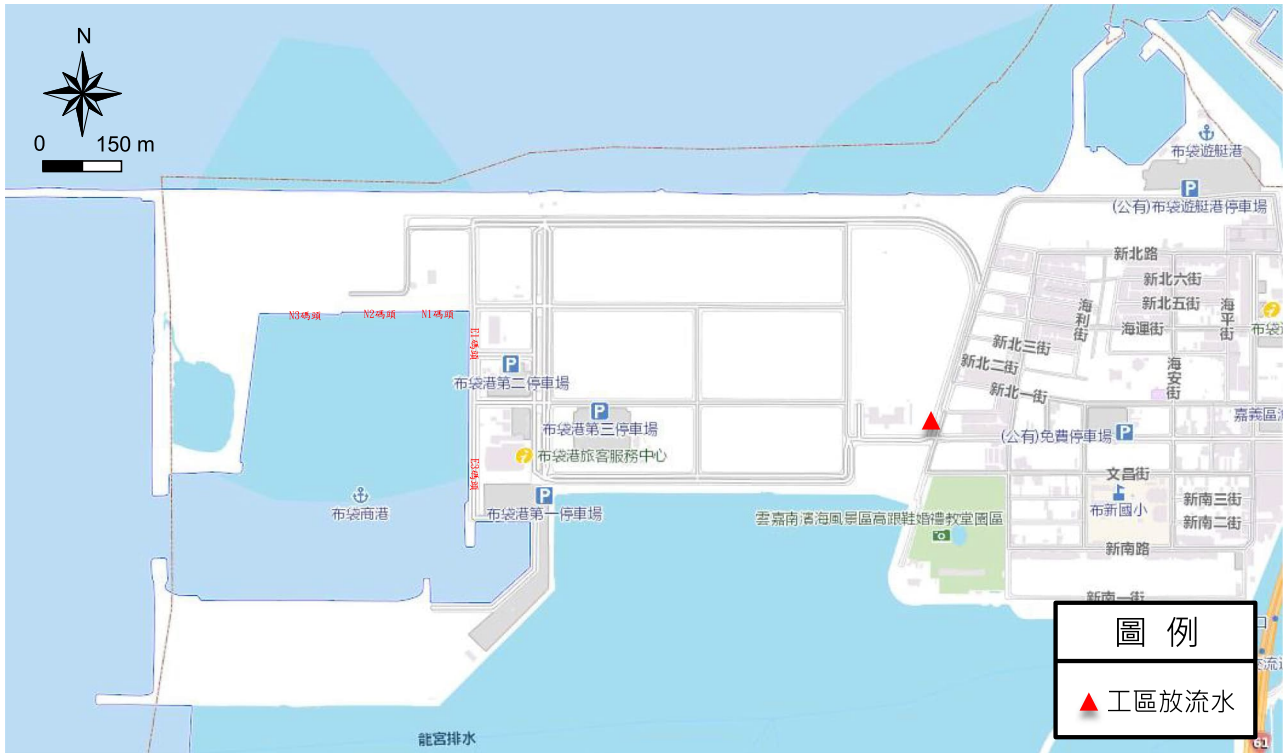 N
0 150 m
布袋遊艇港
P
(公有)布袋遊艇港停車場
新北路
新北六街
新北五街
海利街
海平街
海運街
N3碼頭
N2碼頭
N1碼頭
E1碼頭
新北三街
新北二街
新北一街
海安街
P
布袋港第二停車場
P
布袋港第三停車場
(公有)免費停車場
P
布袋港旅客服務中心
E3碼頭
文昌街
布新國小
新南三街
新南二街
布袋商港
P
布袋港第一停車場
雲嘉南濱海風景區高跟鞋婚禮教堂園區
新南路
新南一街
圖 例
工區放流水
龍宮排水
61